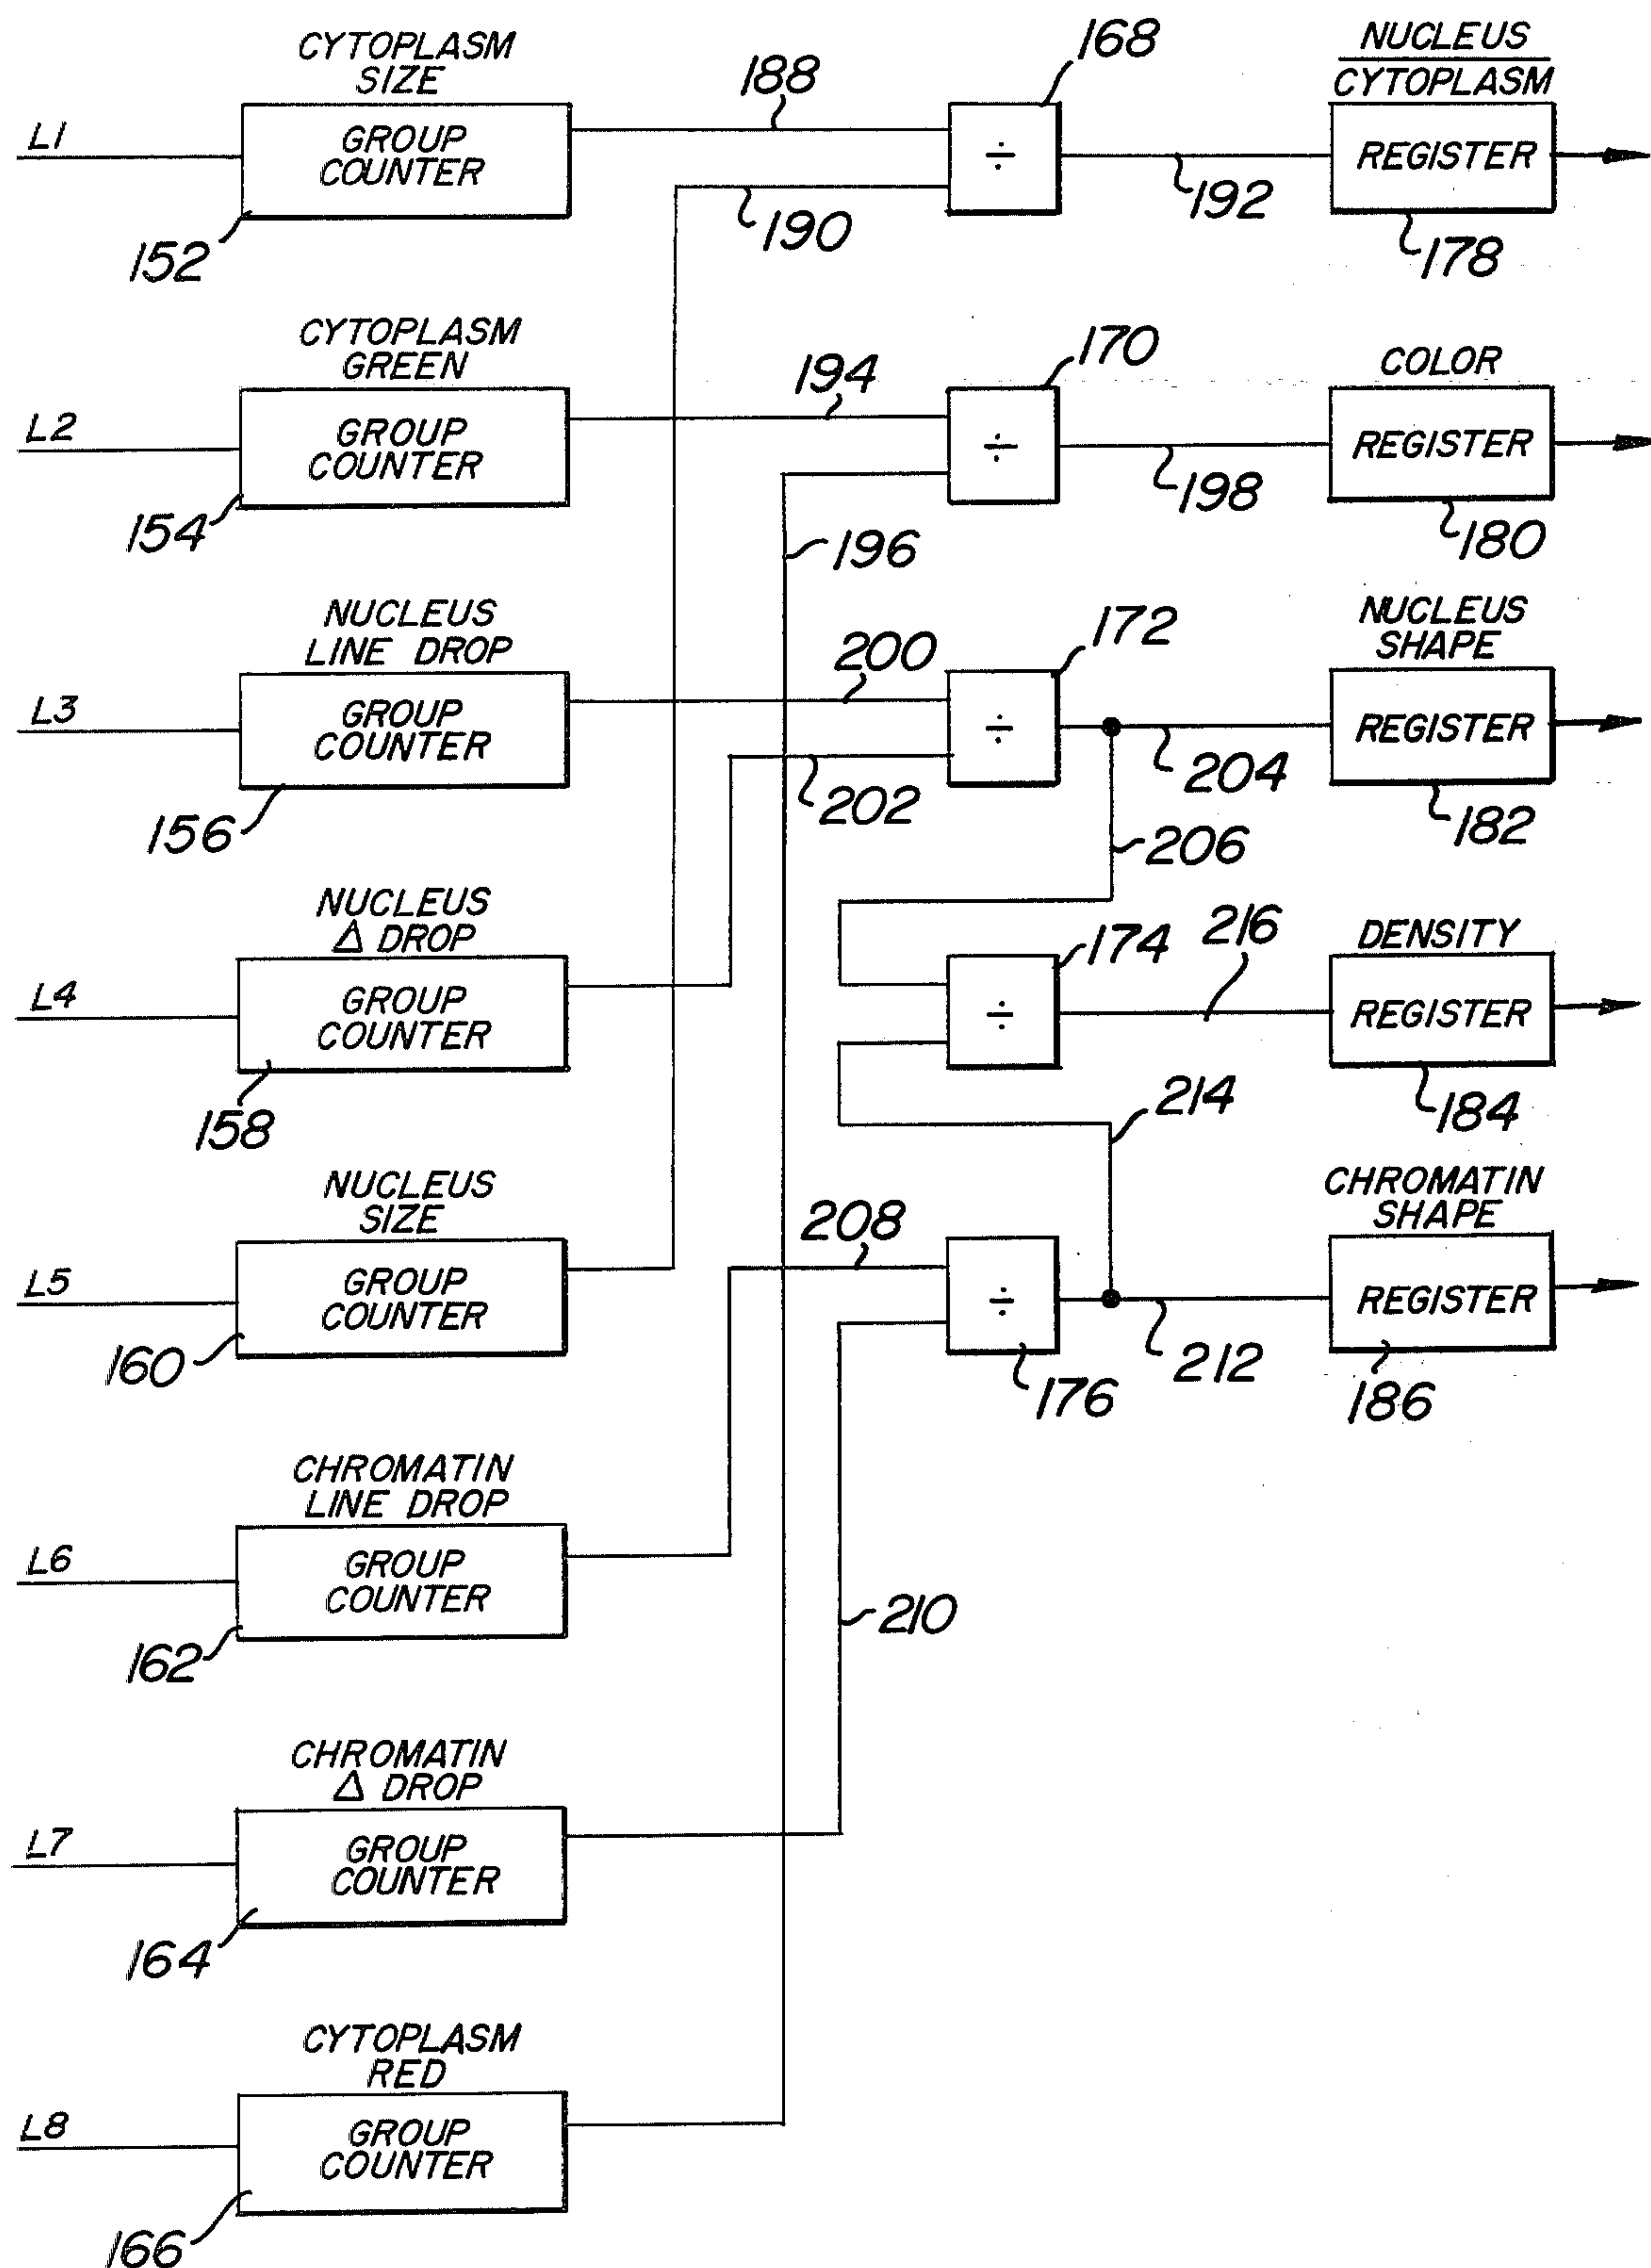 CYTOPLASM
SIZE
188
168
NUCLEUS
CYTOPLASM
L1
GROUP
COUNTER
÷
REGISTER
152
190
192
178
CYTOPLASM
GREEN
194
170
COLOR
L2
GROUP
COUNTER
÷
REGISTER
154
196
198
180
NUCLEUS
LINE DROP
200
172
NUCLEUS
SHAPE
L3
GROUP
COUNTER
÷
REGISTER
156
202
204
182
206
NUCLEUS
Δ DROP
174
216
DENSITY
L4
GROUP
COUNTER
÷
REGISTER
158
214
184
NUCLEUS
SIZE
208
CHROMATIN
SHAPE
L5
GROUP
COUNTER
÷
REGISTER
160
176
212
186
CHROMATIN
LINE DROP
L6
GROUP
COUNTER
162
210
CHROMATIN
Δ DROP
L7
GROUP
COUNTER
164
CYTOPLASM
RED
L8
GROUP
COUNTER
166